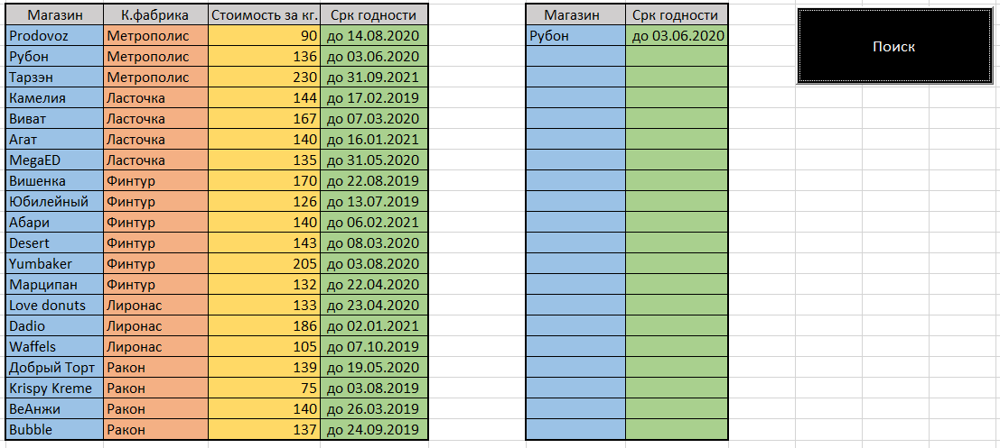 Магазин К.фабрика Стоимость за кг. Срк годности Магазин Срк годности
Prodovoz Метрополис 90 до 14.08.2020 Рубон до 03.06.2020 Поиск
Рубон Метрополис 136 до 03.06.2020
Тарзэн Метрополис 230 до 31.09.2021
Камелия Ласточка 144 до 17.02.2019
Виват Ласточка 167 до 07.03.2020
Агат Ласточка 140 до 16.01.2021
MegaED Ласточка 135 до 31.05.2020
Вишенка Финтур 170 до 22.08.2019
Юбилейный Финтур 126 до 13.07.2019
Абари Финтур 140 до 06.02.2021
Desert Финтур 143 до 08.03.2020
Yumbaker Финтур 205 до 03.08.2020
Марципан Финтур 132 до 22.04.2020
Love donuts Лиронас 133 до 23.04.2020
Dadio Лиронас 186 до 02.01.2021
Waffels Лиронас 105 до 07.10.2019
Добрый Торт Ракон 139 до 19.05.2020
Krispy Kreme Ракон 75 до 03.08.2019
ВеАнжи Ракон 140 до 26.03.2019
Bubble Ракон 137 до 24.09.2019